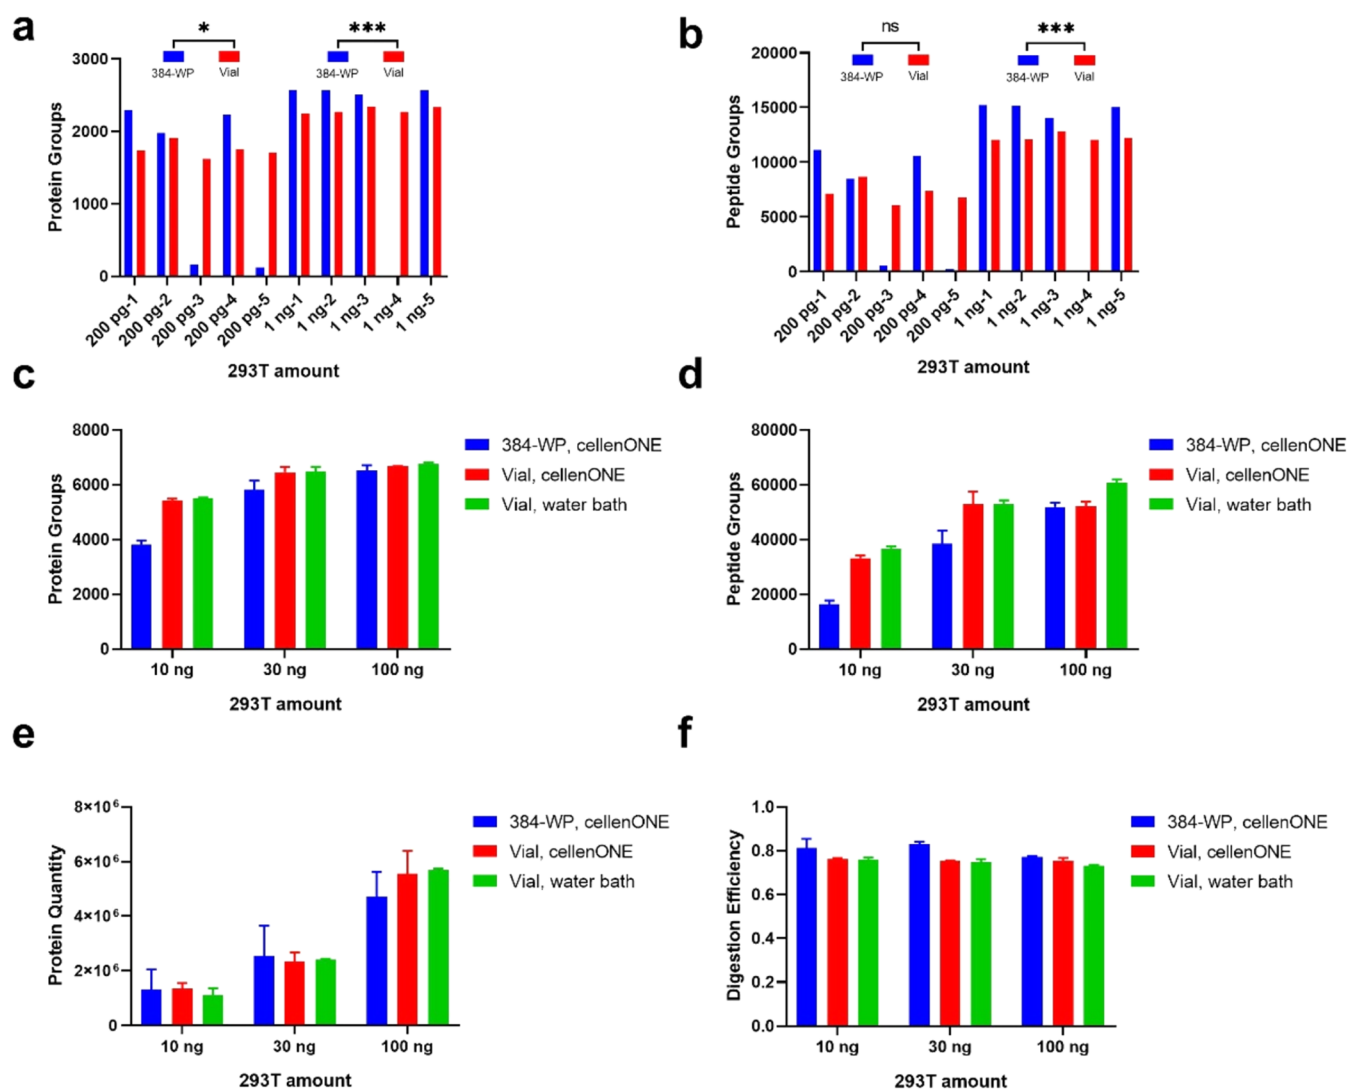 a
*
***
384-WP
Vial
384-WP
Vial
Protein Groups
3000
2000
1000
0
200 pg-1
200 pg-2
200 pg-3
200 pg-4
200 pg-5
1 ng-1
1 ng-2
1 ng-3
1 ng-4
1 ng-5
293T amount
b
ns
***
384-WP
Vial
384-WP
Vial
Peptide Groups
20000
15000
10000
5000
0
200 pg-1
200 pg-2
200 pg-3
200 pg-4
200 pg-5
1 ng-1
1 ng-2
1 ng-3
1 ng-4
1 ng-5
293T amount
c
Protein Groups
8000
6000
4000
2000
0
10 ng
30 ng
100 ng
293T amount
384-WP, cellenONE
Vial, cellenONE
Vial, water bath
d
Peptide Groups
80000
60000
40000
20000
0
10 ng
30 ng
100 ng
293T amount
384-WP, cellenONE
Vial, cellenONE
Vial, water bath
e
Protein Quantity
8×10⁶
6×10⁶
4×10⁶
2×10⁶
0
10 ng
30 ng
100 ng
293T amount
384-WP, cellenONE
Vial, cellenONE
Vial, water bath
f
Digestion Efficiency
1.0
0.8
0.6
0.4
0.2
0.0
10 ng
30 ng
100 ng
293T amount
384-WP, cellenONE
Vial, cellenONE
Vial, water bath